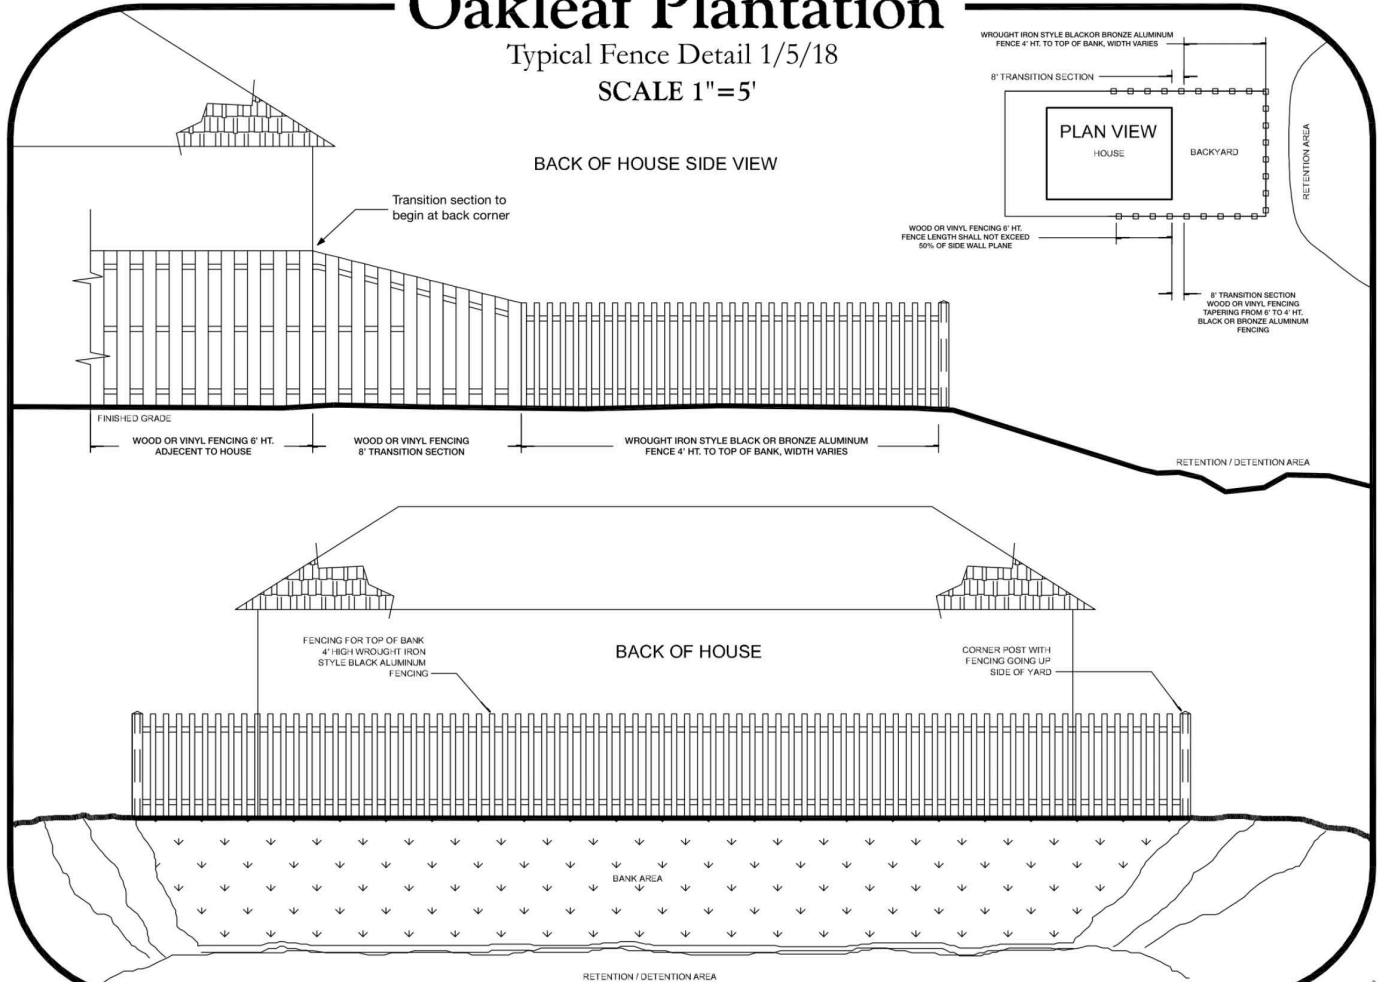 Oakleaf Plantation
Typical Fence Detail 1/5/18
SCALE 1"=5'
WROUGHT IRON STYLE BLACKOR BRONZE ALUMINUM
FENCE 4' HT. TO TOP OF BANK, WIDTH VARIES
8' TRANSITION SECTION
PLAN VIEW
HOUSE
BACKYARD
RETENTION AREA
WOOD OR VINYL FENCING 6' HT.
FENCE LENGTH SHALL NOT EXCEED
50% OF SIDE WALL PLANE
8' TRANSITION SECTION
WOOD OR VINYL FENCING
TAPERING FROM 6' TO 4' HT.
BLACK OR BRONZE ALUMINUM
FENCING
BACK OF HOUSE SIDE VIEW
Transition section to
begin at back corner
FINISHED GRADE
WOOD OR VINYL FENCING 6' HT.
ADJECENT TO HOUSE
WOOD OR VINYL FENCING
8' TRANSITION SECTION
WROUGHT IRON STYLE BLACK OR BRONZE ALUMINUM
FENCE 4' HT. TO TOP OF BANK, WIDTH VARIES
RETENTION / DETENTION AREA
FENCING FOR TOP OF BANK
4' HIGH WROUGHT IRON
STYLE BLACK ALUMINUM
FENCING
BACK OF HOUSE
CORNER POST WITH
FENCING GOING UP
SIDE OF YARD
BANK AREA
RETENTION / DETENTION AREA